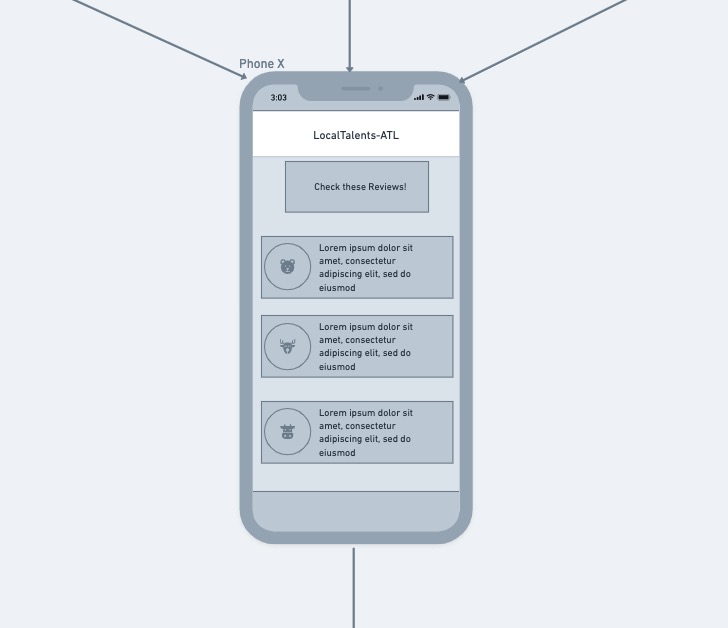 Phone X
3:03
LocalTalents-ATL
Check these Reviews!
Lorem ipsum dolor sit
amet, consectetur
adipiscing elit, sed do
eiusmod
Lorem ipsum dolor sit
amet, consectetur
adipiscing elit, sed do
eiusmod
Lorem ipsum dolor sit
amet, consectetur
adipiscing elit, sed do
eiusmod